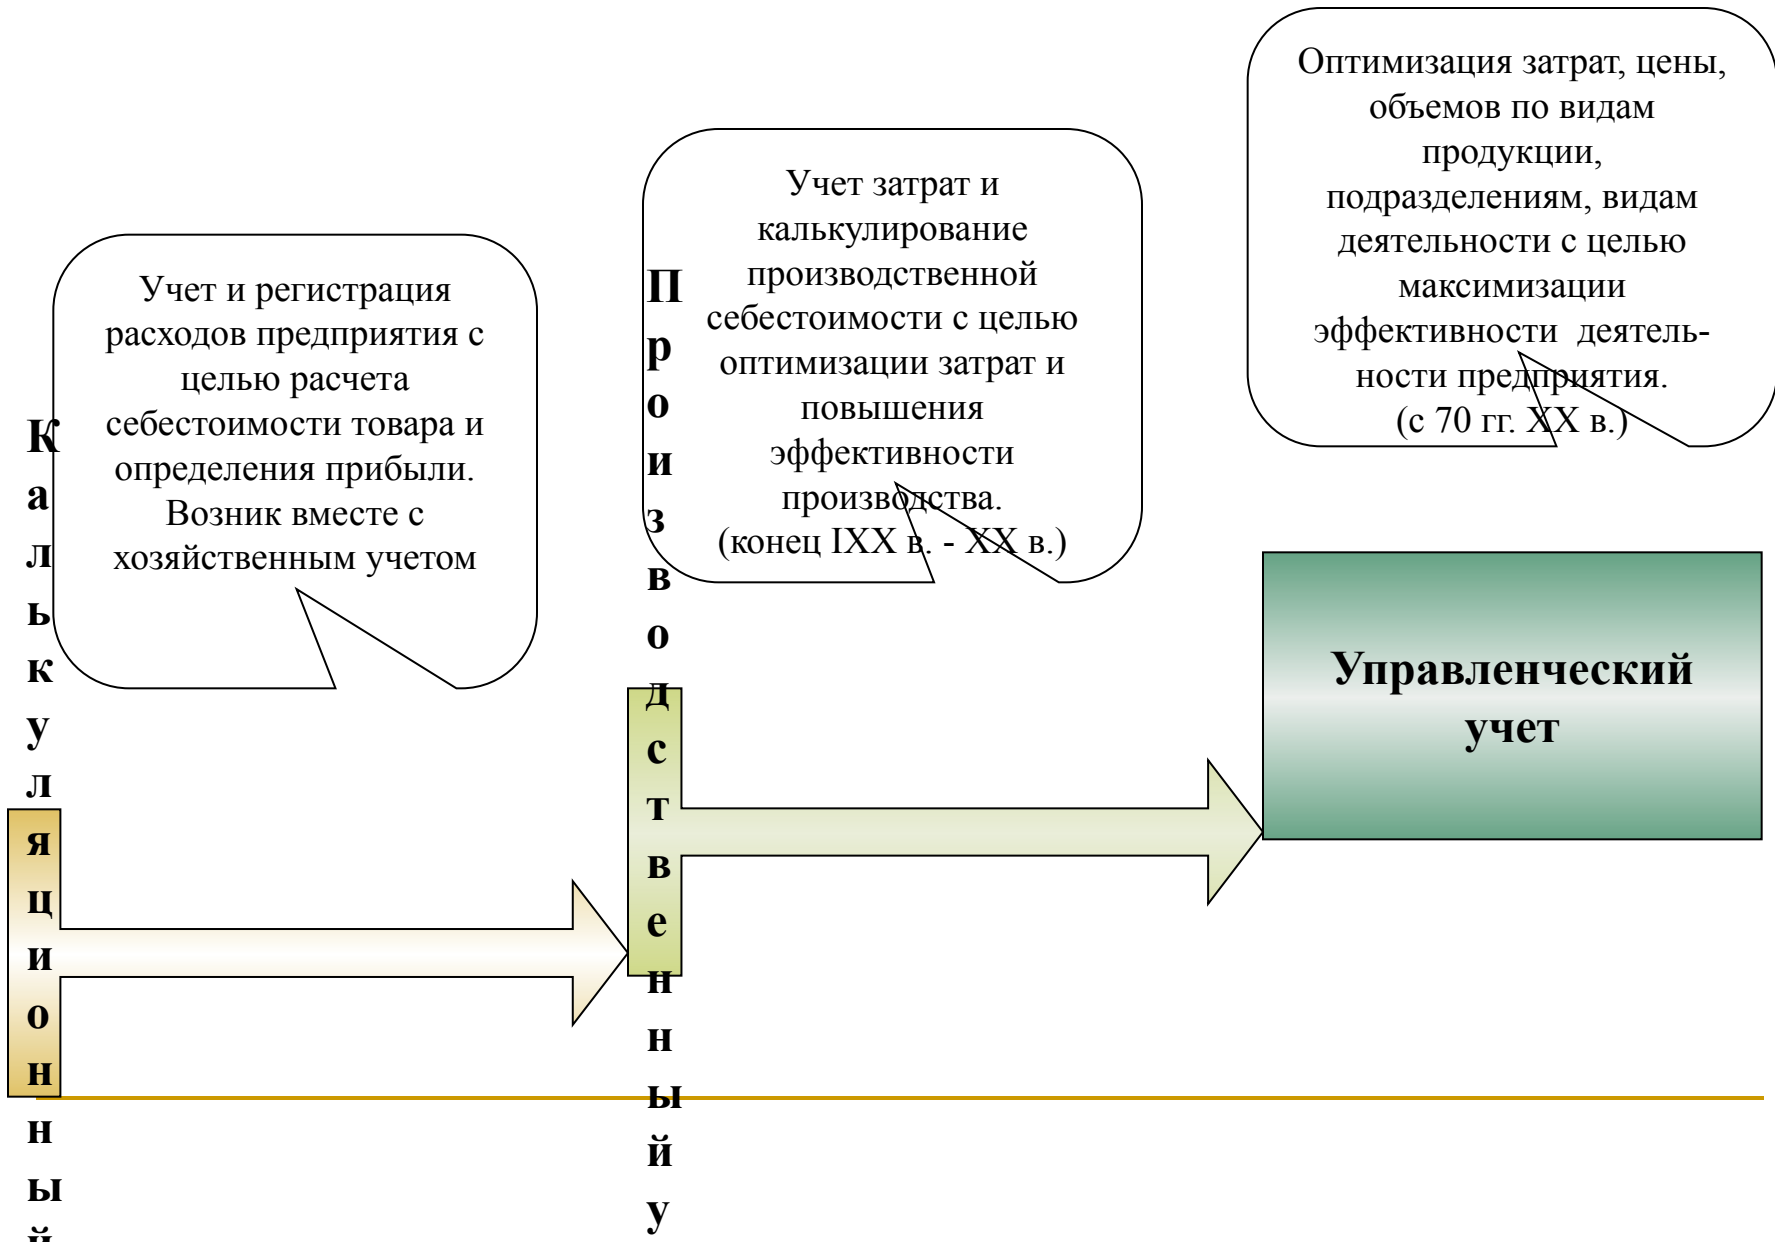 Калькуляционный
Учет и регистрация
расходов предприятия с
целью расчета
себестоимости товара и
определения прибыли.
Возник вместе с
хозяйственным учетом
Производственный у
Учет затрат и
калькулирование
производственной
себестоимости с целью
оптимизации затрат и
повышения
эффективности
производства.
(конец IXX в. - XX в.)
Оптимизация затрат, цены,
объемов по видам
продукции,
подразделениям, видам
деятельности с целью
максимизации
эффективности деятель-
ности предприятия.
(с 70 гг. XX в.)
Управленческий
учет